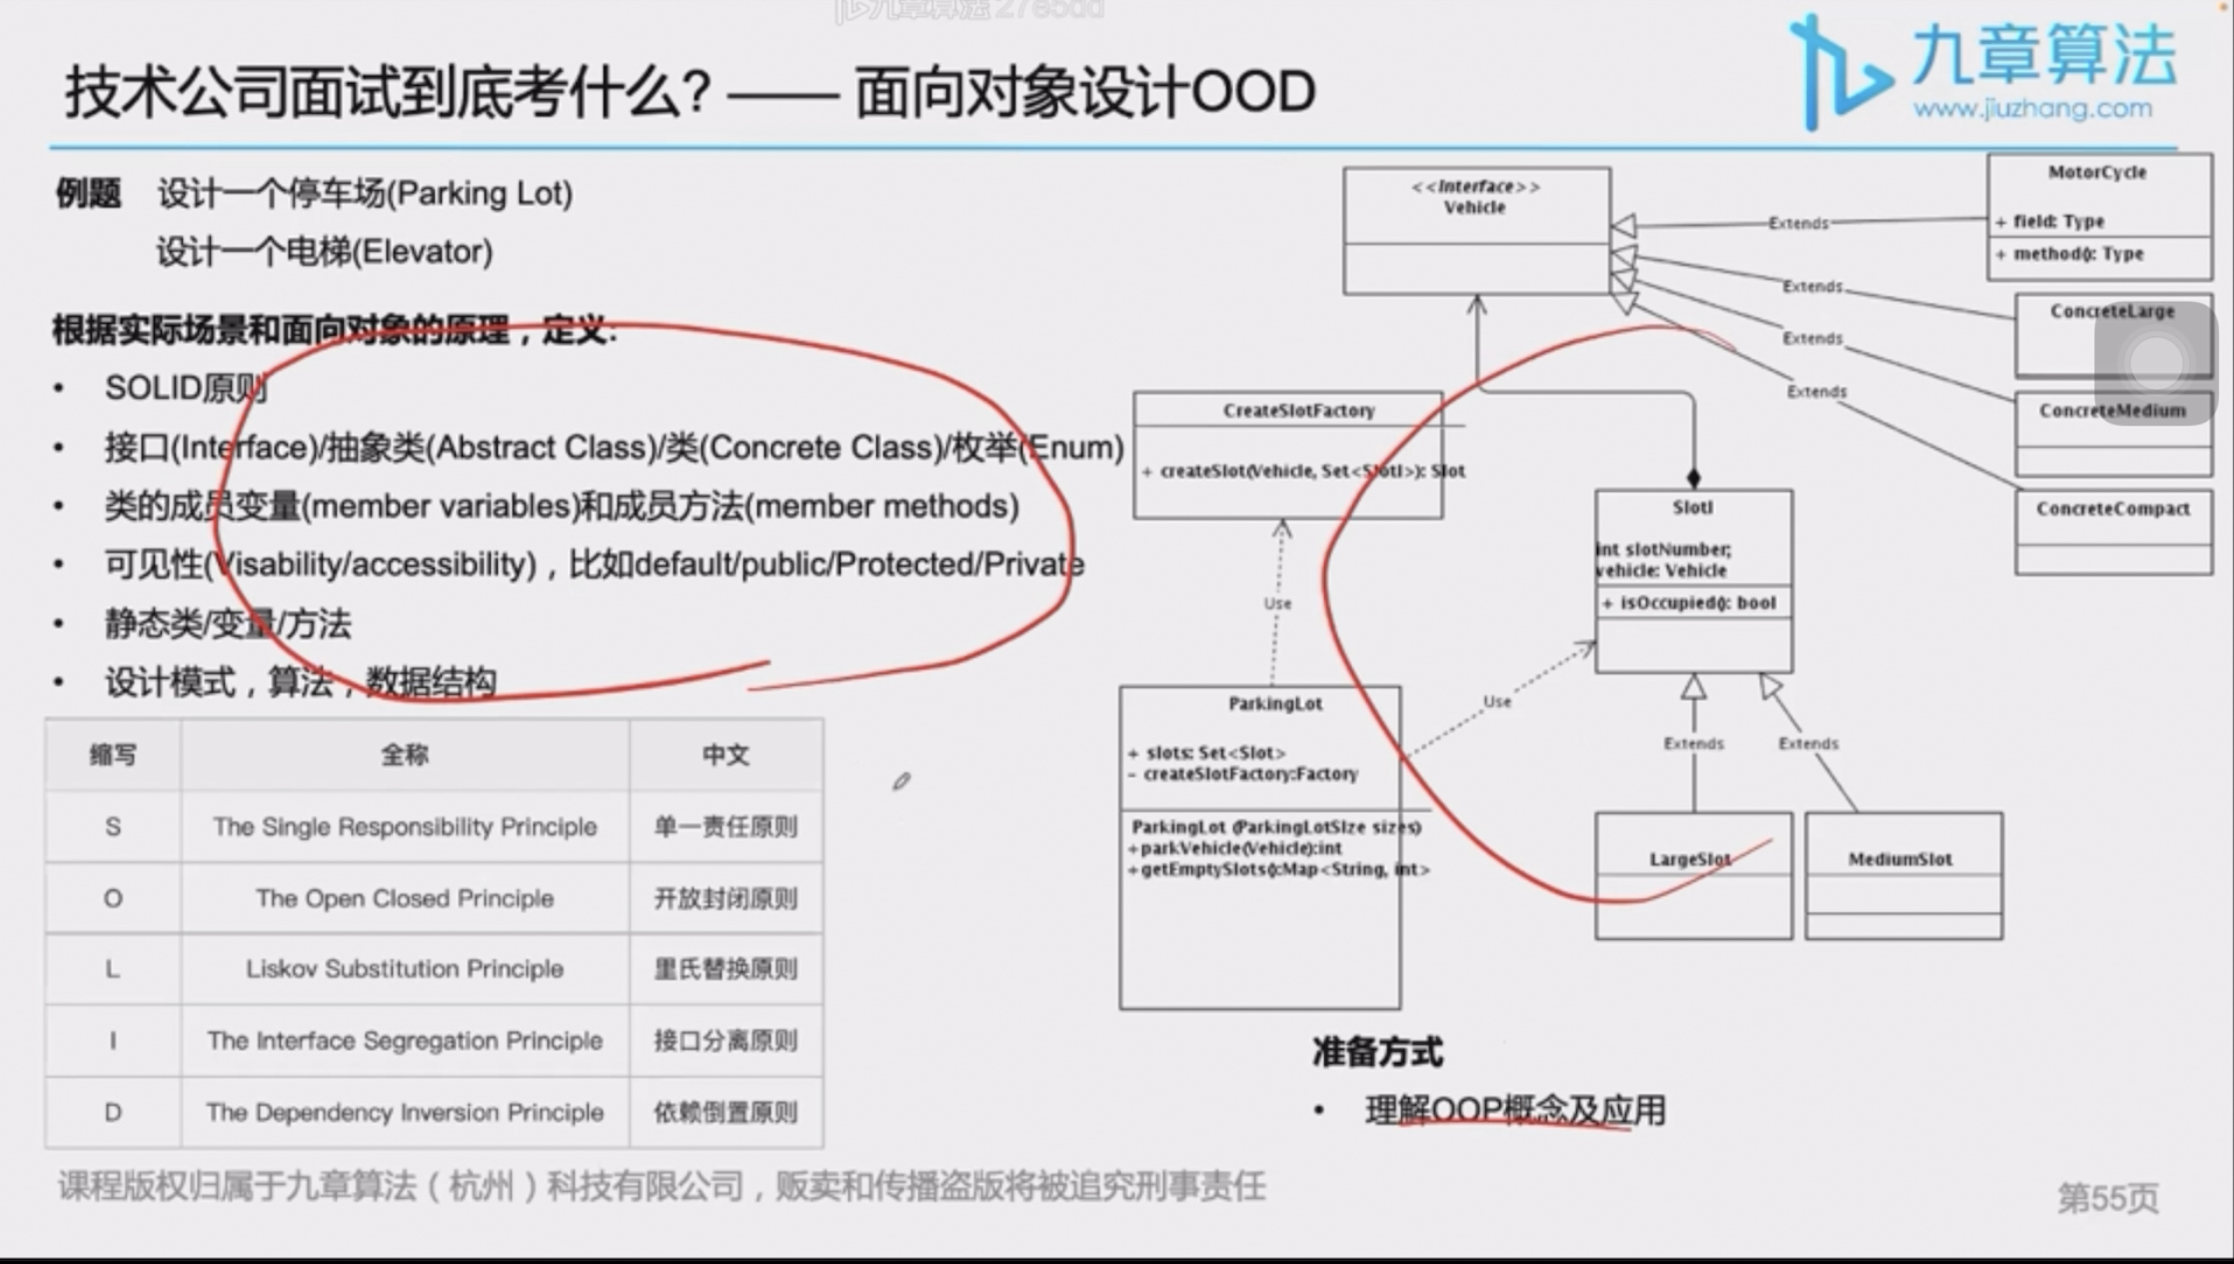 九章算法 2785dd
技术公司面试到底考什么? —— 面向对象设计OOD
九章算法
www.jiuzhang.com
例题 设计一个停车场(Parking Lot)
设计一个电梯(Elevator)
根据实际场景和面向对象的原理，定义:
• SOLID原则
• 接口(Interface)/抽象类(Abstract Class)/类(Concrete Class)/枚举(Enum)
• 类的成员变量(member variables)和成员方法(member methods)
• 可见性(Visability/accessibility)，比如default/public/Protected/Private
• 静态类/变量/方法
• 设计模式，算法，数据结构
缩写 全称 中文
S The Single Responsibility Principle 单一责任原则
O The Open Closed Principle 开放封闭原则
L Liskov Substitution Principle 里氏替换原则
I The Interface Segregation Principle 接口分离原则
D The Dependency Inversion Principle 依赖倒置原则
<<Interface>>
Vehicle
Extends
Extends
Extends
Extends
MotorCycle
+ field: Type
+ method(): Type
ConcreteLarge
ConcreteMedium
ConcreteCompact
CreateSlotFactory
+ createSlot(Vehicle, Set<SlotI>): Slot
Use
SlotI
int slotNumber;
vehicle: Vehicle
+ isOccupied(): bool
Use
ParkingLot
+ slots: Set<Slot>
- createSlotFactory:Factory
ParkingLot (ParkingLotSize sizes)
+parkVehicle(Vehicle):int
+getEmptySlots():Map<String, int>
Extends
Extends
LargeSlot
MediumSlot
准备方式
• 理解OOP概念及应用
课程版权归属于九章算法（杭州）科技有限公司，贩卖和传播盗版将被追究刑事责任
第55页